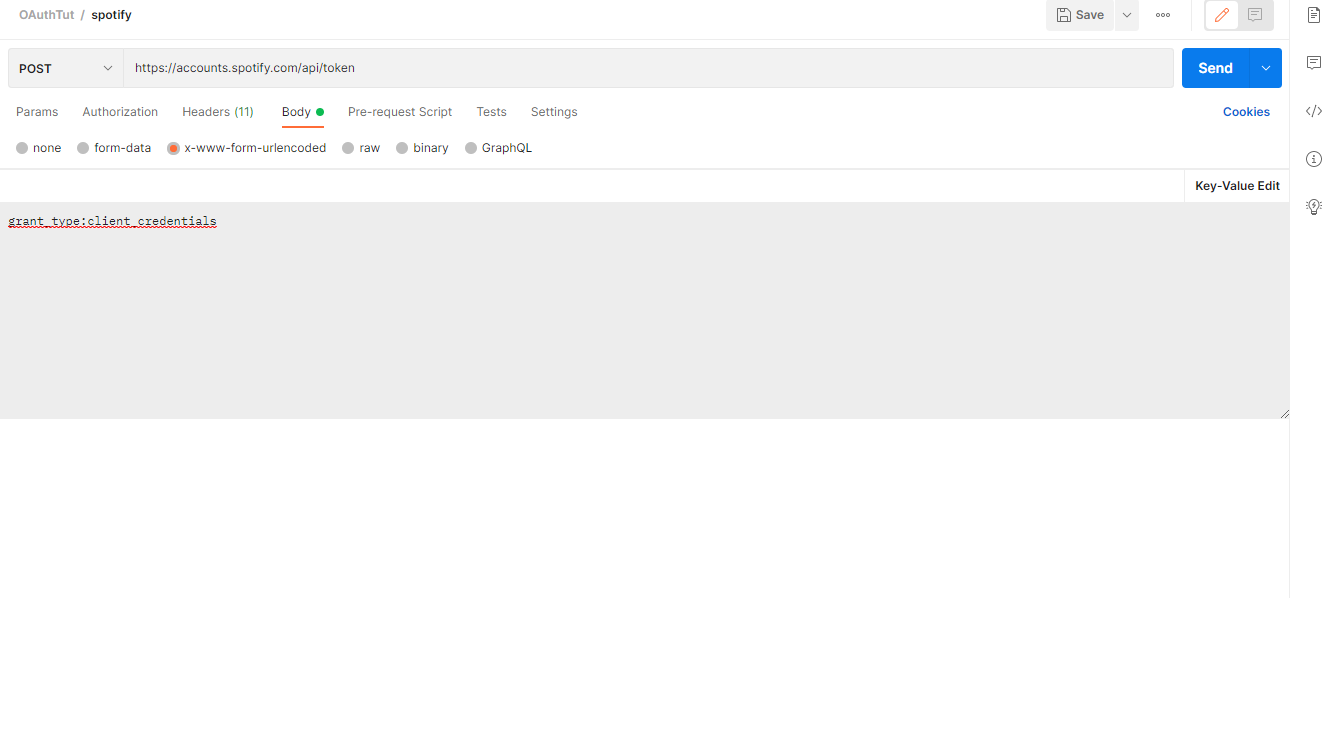 OAuthTut / spotify
Save
POST
https://accounts.spotify.com/api/token
Send
Params Authorization Headers (11) Body Pre-request Script Tests Settings Cookies
none form-data x-www-form-urlencoded raw binary GraphQL
Key-Value Edit
grant_type:client_credentials